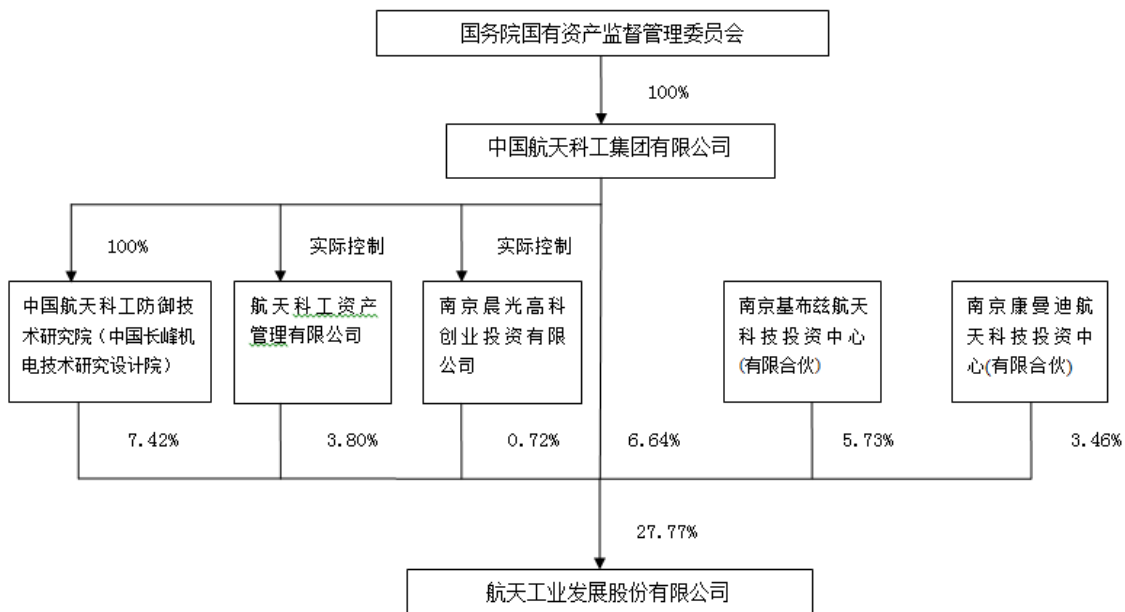 国务院国有资产监督管理委员会
100%
中国航天科工集团有限公司
100%
实际控制
实际控制
中国航天科工防御技
术研究院（中国长峰机
电技术研究设计院）
航天科工资产
管理有限公司
南京晨光高科
创业投资有限
公司
南京基布兹航天
科技投资中心
(有限合伙)
南京康曼迪航
天科技投资中
心(有限合伙)
7.42%
3.80%
0.72%
6.64%
5.73%
3.46%
27.77%
航天工业发展股份有限公司